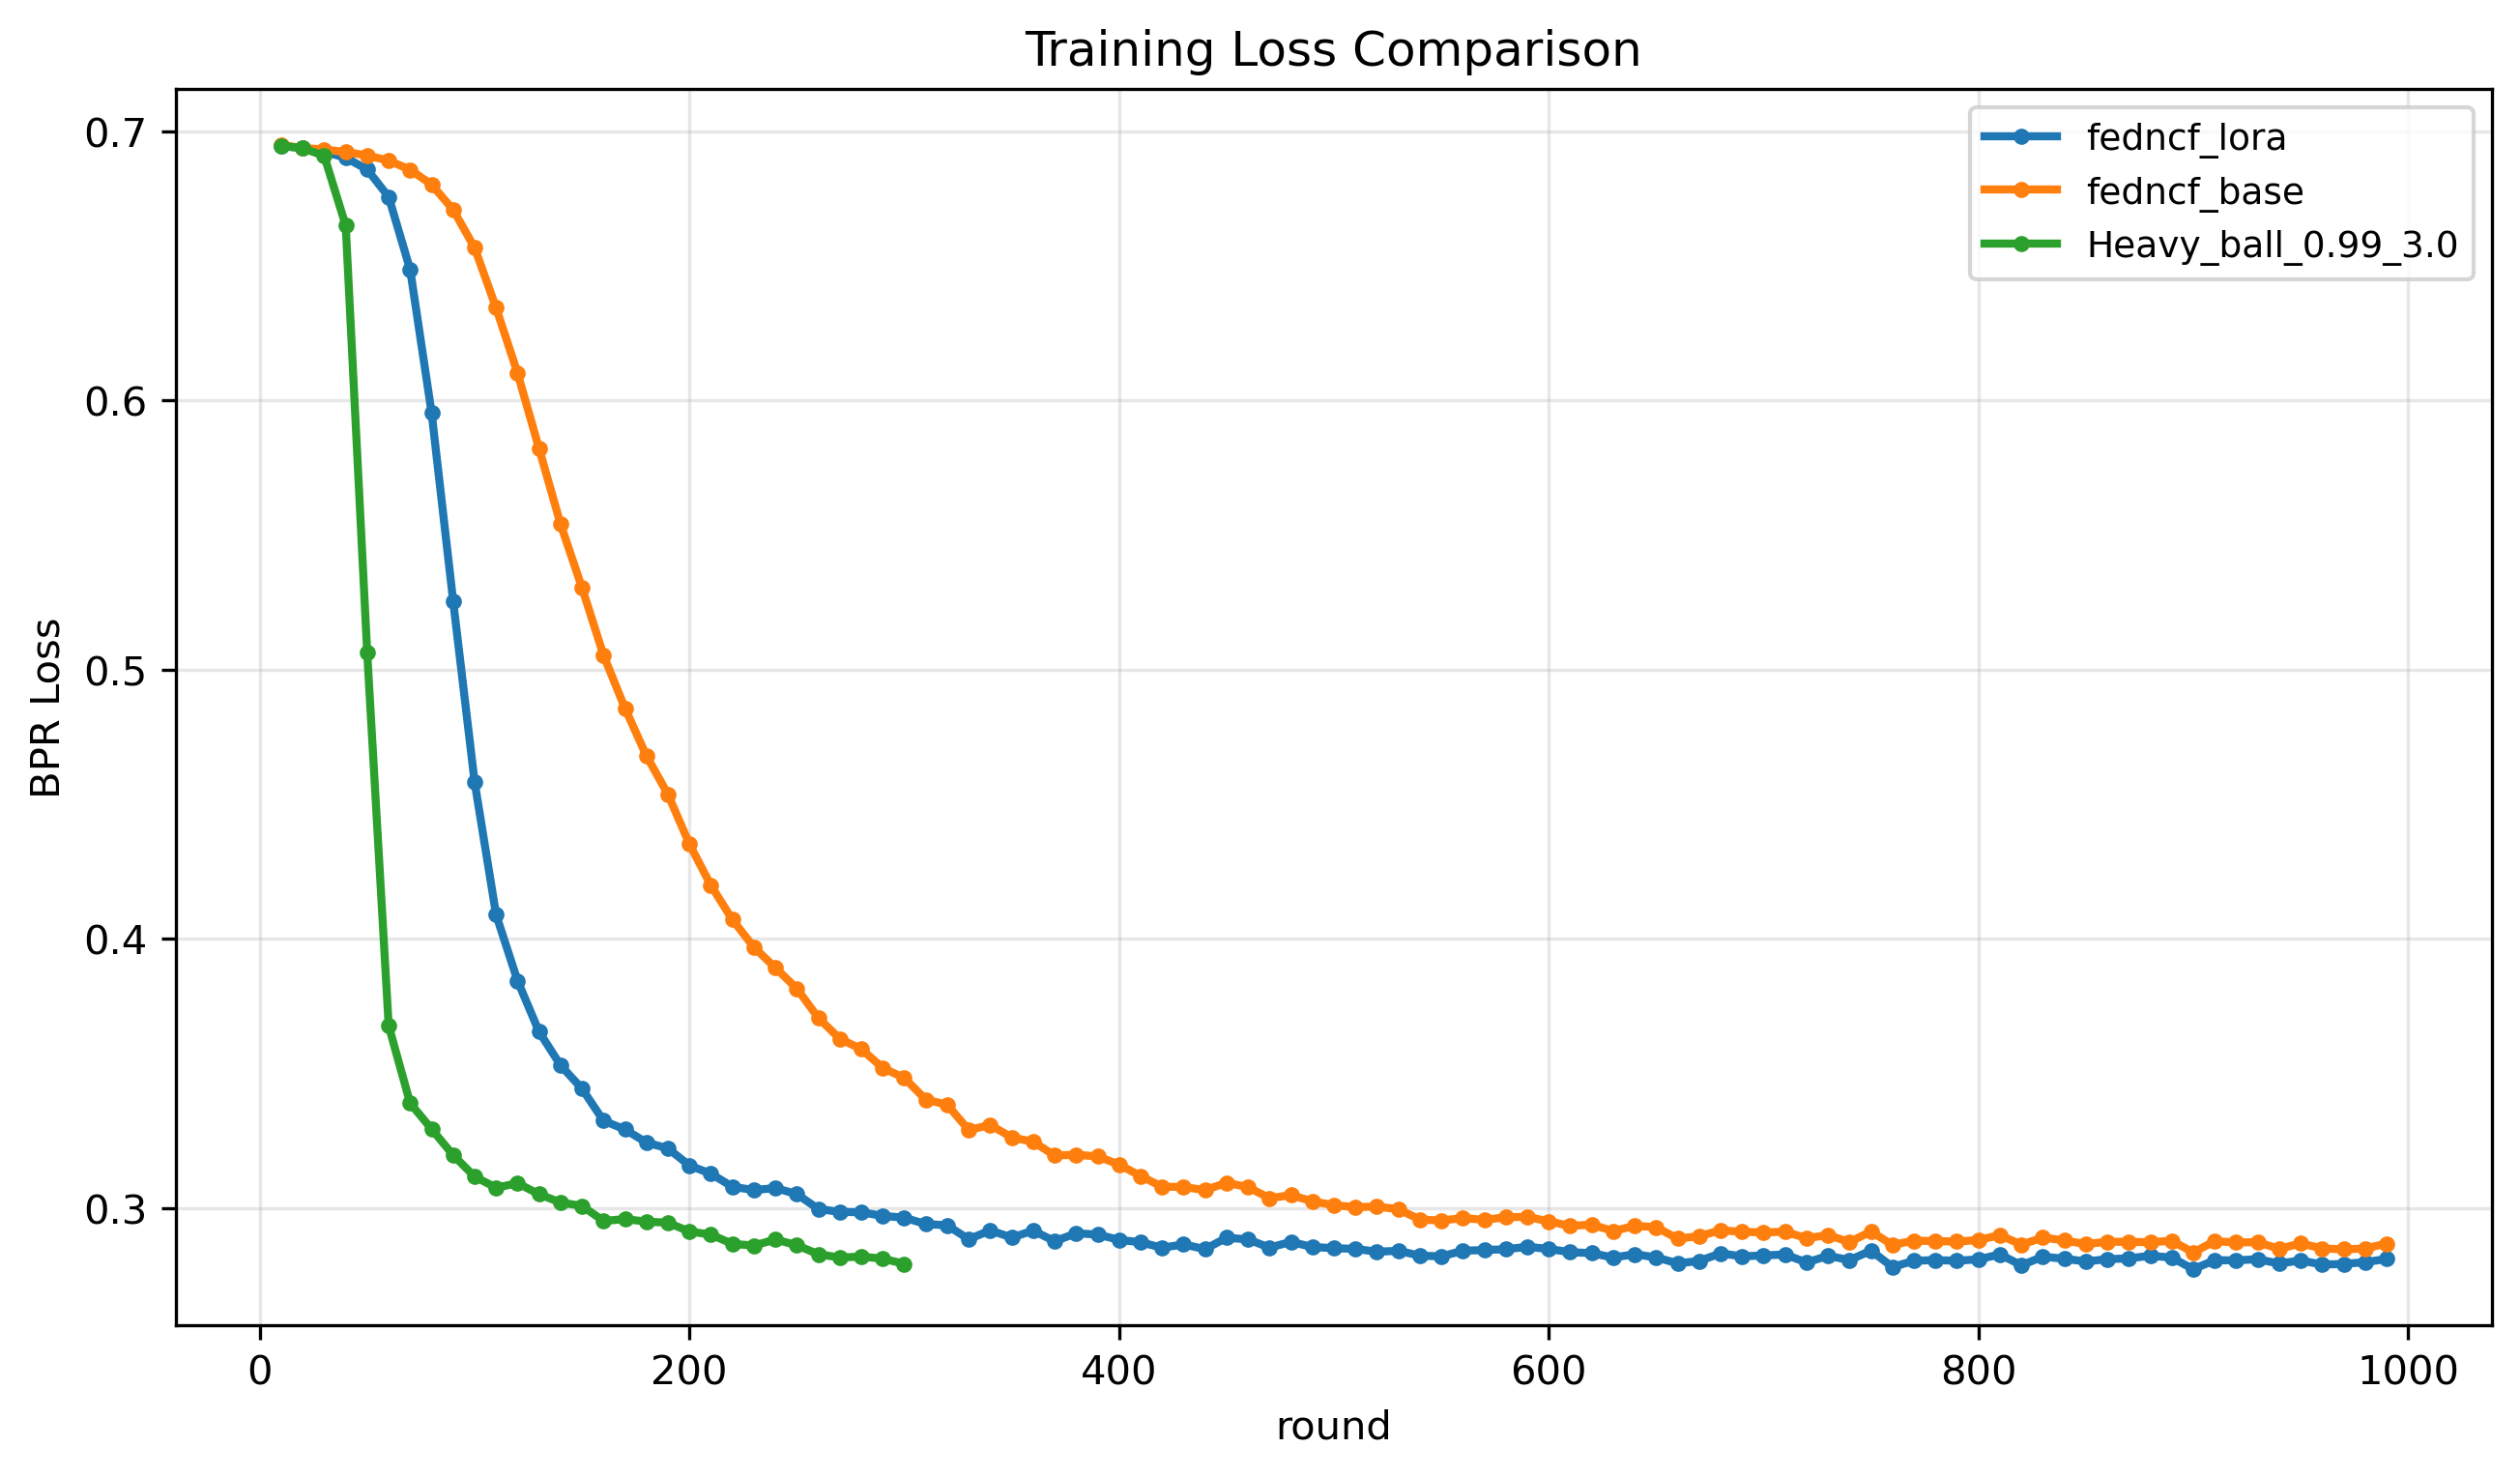 Training Loss Comparison
fedncf_lora
fedncf_base
Heavy_ball_0.99_3.0
BPR Loss
0.7
0.6
0.5
0.4
0.3
0 200 400 600 800 1000
round